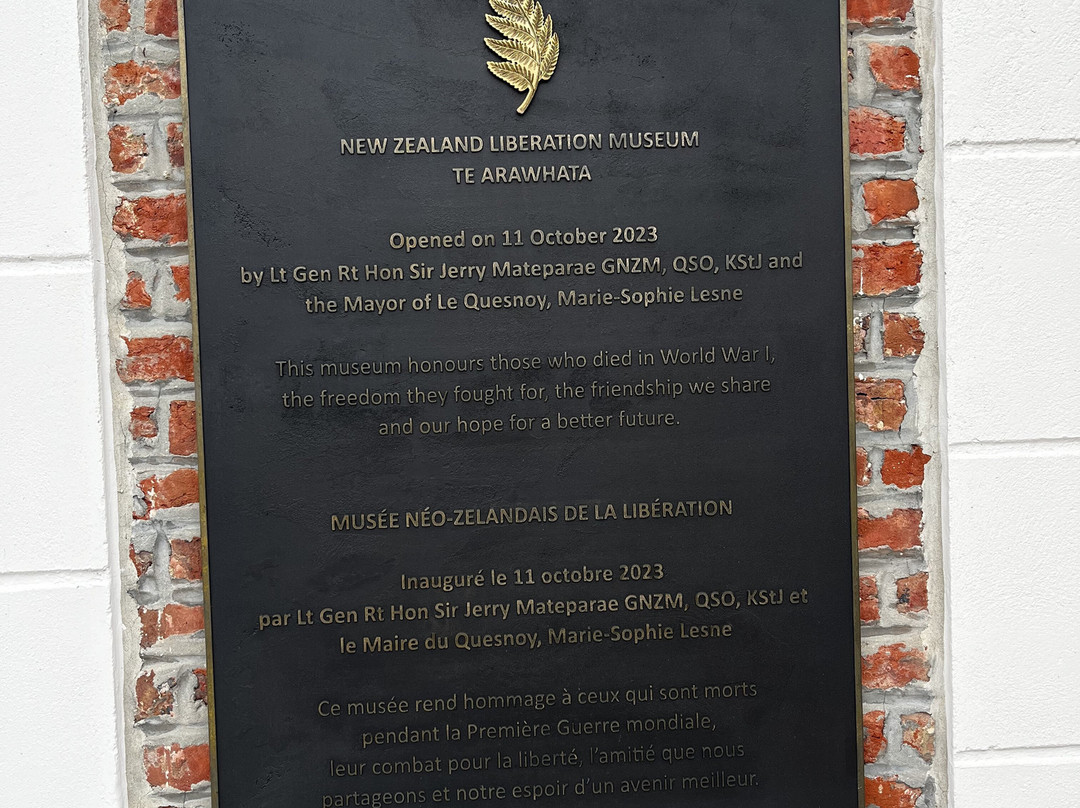 NEW ZEALAND LIBERATION MUSEUM
TE ARAWHATA
Opened on 11 October 2023
by Lt Gen Rt Hon Sir Jerry Mateparae GNZM, QSO, KStJ and
the Mayor of Le Quesnoy, Marie-Sophie Lesne
This museum honours those who died in World War I,
the freedom they fought for, the friendship we share
and our hope for a better future.
MUSÉE NÉO-ZELANDAIS DE LA LIBÉRATION
Inauguré le 11 octobre 2023
par Lt Gen Rt Hon Sir Jerry Mateparae GNZM, QSO, KStJ et
le Maire du Quesnoy, Marie-Sophie Lesne
Ce musée rend hommage à ceux qui sont morts
pendant la Première Guerre mondiale,
leur combat pour la liberté, l'amitié que nous
partageons et notre espoir d'un avenir meilleur.